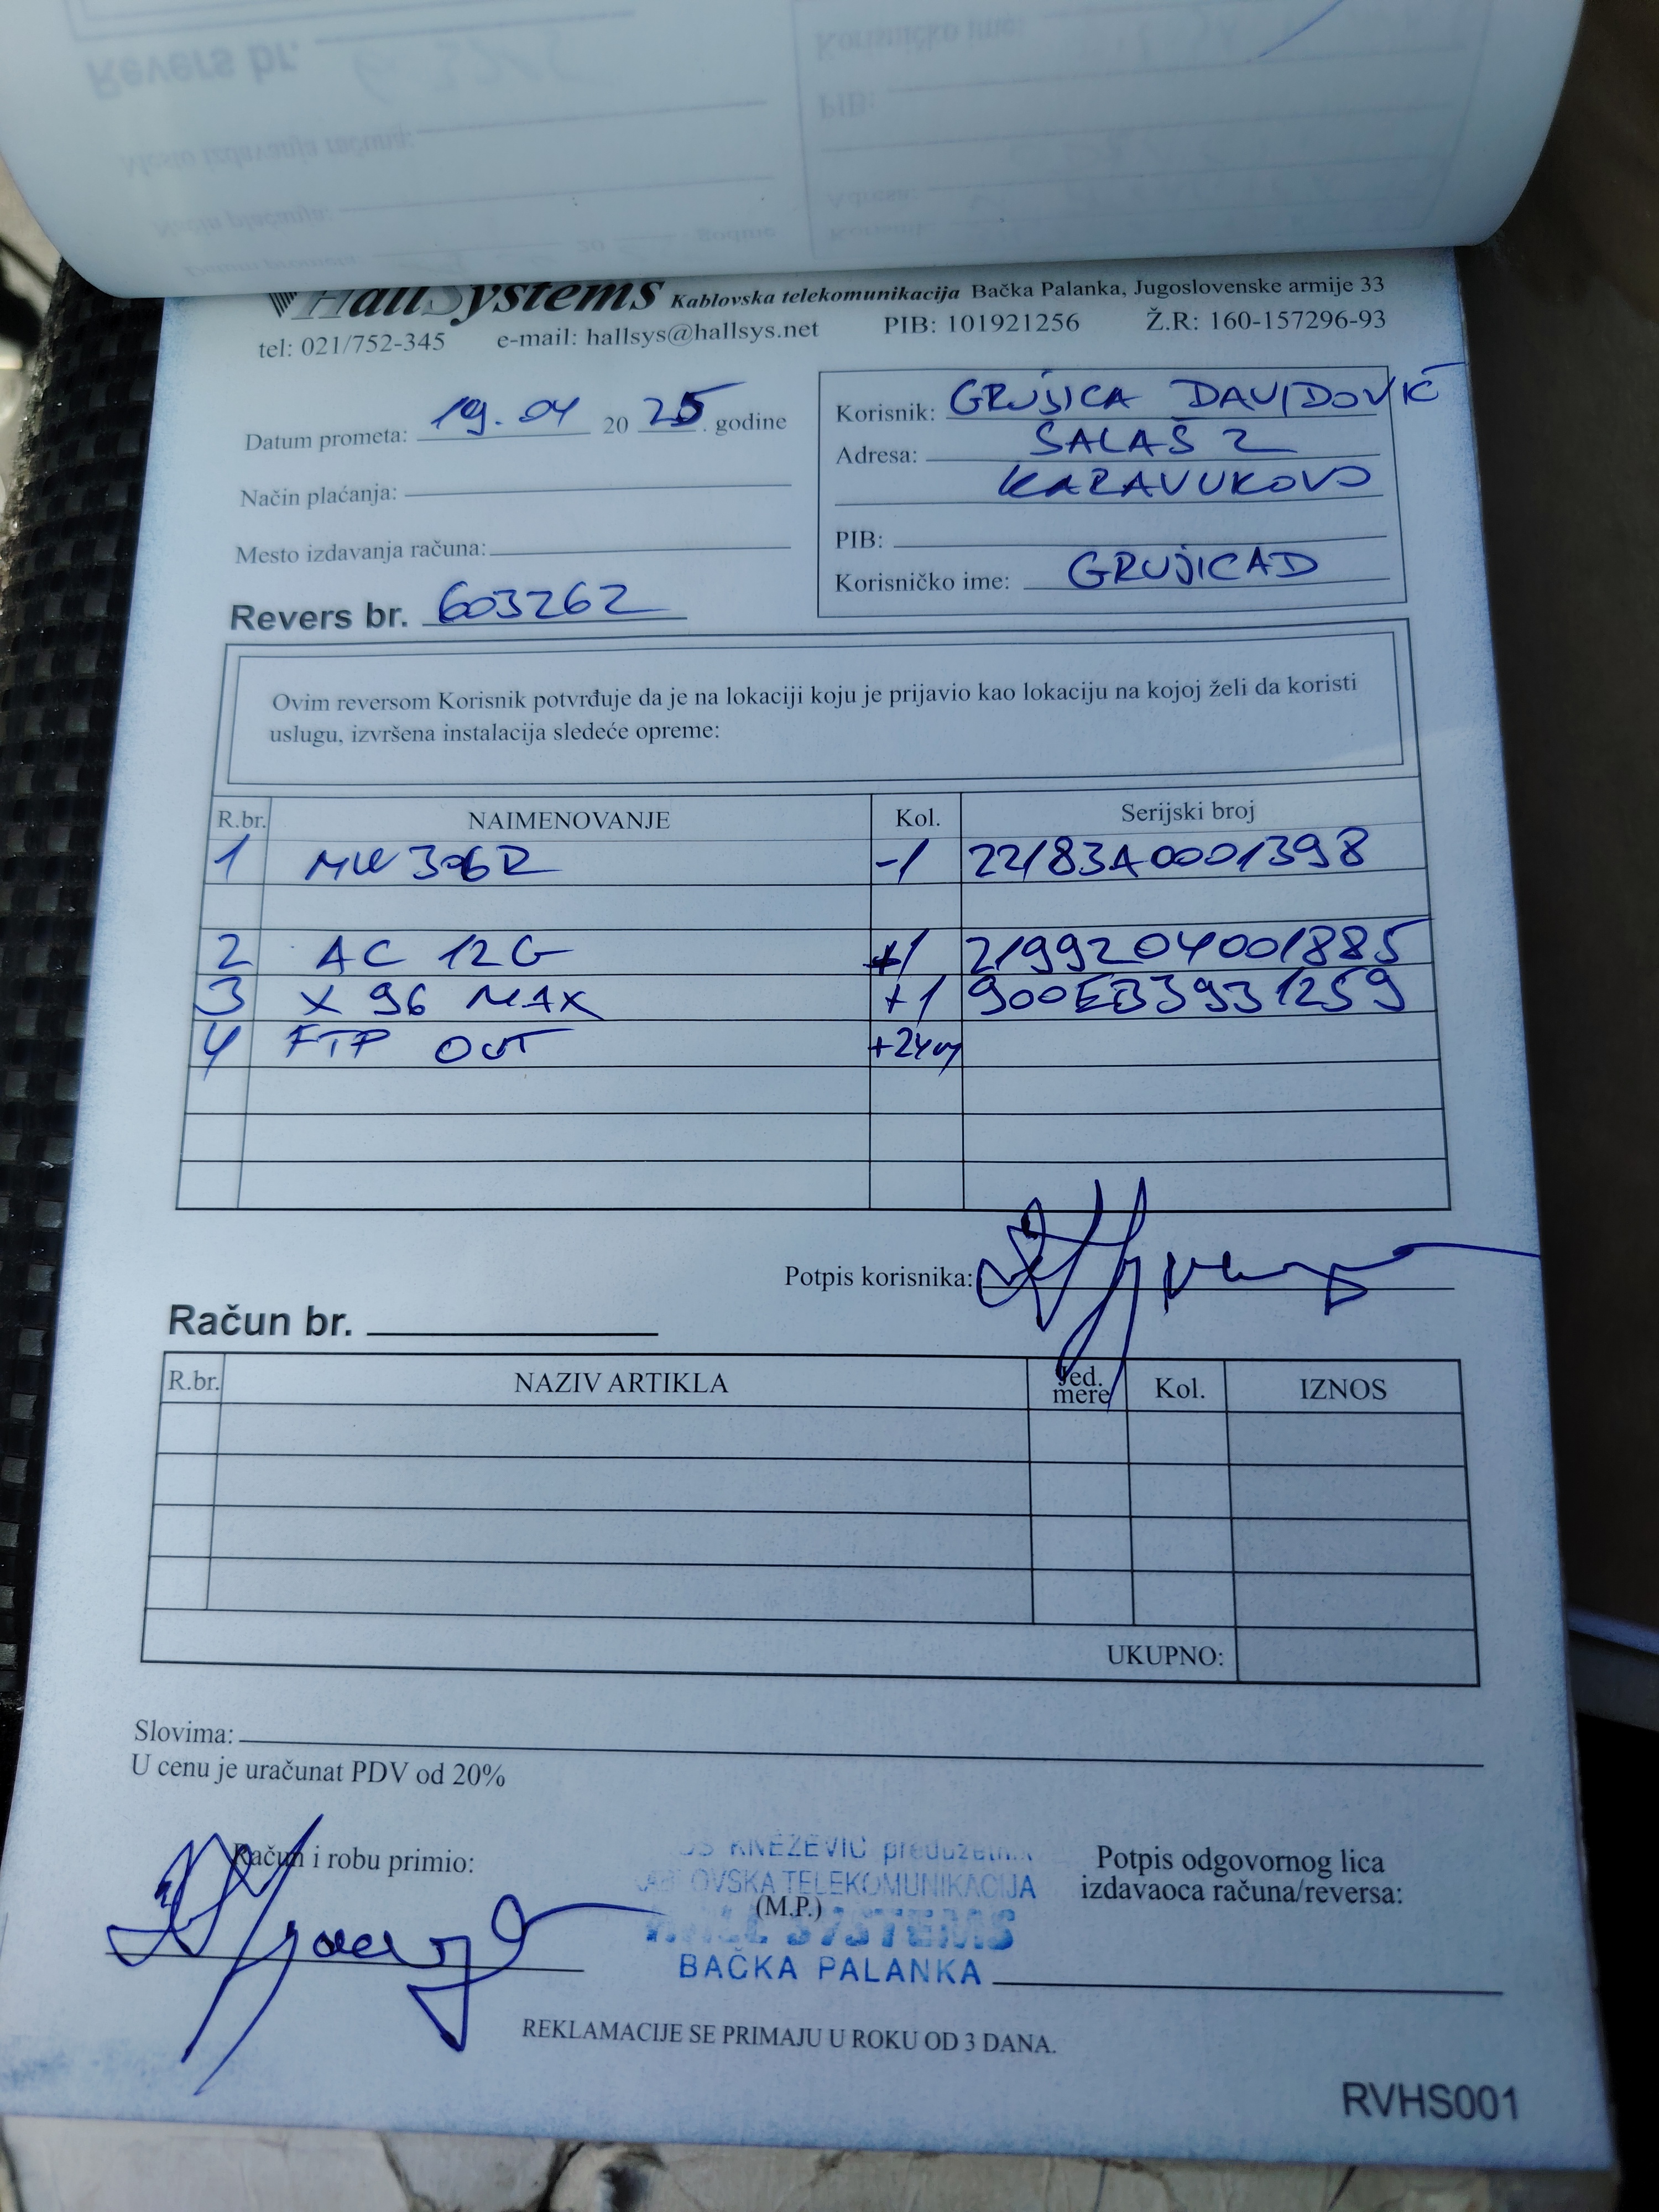 HallSystems Kablovska telekomunikacija Bačka Palanka, Jugoslovenske armije 33
tel: 021/752-345 e-mail: hallsys@hallsys.net PIB: 101921256 Ž.R: 160-157296-93
Datum prometa: 19.04 2025. godine
Način plaćanja:
Mesto izdavanja računa:
Revers br. 603262
Korisnik: GRUJICA DAVIDOVIĆ
Adresa: SALAŠ 2
KARAVUKOVO
PIB:
Korisničko ime: GRUJICAD
Ovim reversom Korisnik potvrđuje da je na lokaciji koju je prijavio kao lokaciju na kojoj želi da koristi
uslugu, izvršena instalacija sledeće opreme:
R.br. NAIMENOVANJE Kol. Serijski broj
1 MW306R -1 22183A0001398
2 AC 12G +1 2199204001885
3 X 96 MAX +1 900EB3931259
4 FTP OUT +24m
Potpis korisnika:
Račun br.
R.br. NAZIV ARTIKLA Jed. mere Kol. IZNOS
UKUPNO:
Slovima:
U cenu je uračunat PDV od 20%
Račun i robu primio:
KNEŽEVIĆ preduzetnik
KABLOVSKA TELEKOMUNIKACIJA
(M.P.)
HALL SYSTEMS
BAČKA PALANKA
Potpis odgovornog lica
izdavaoca računa/reversa:
REKLAMACIJE SE PRIMAJU U ROKU OD 3 DANA.
RVHS001